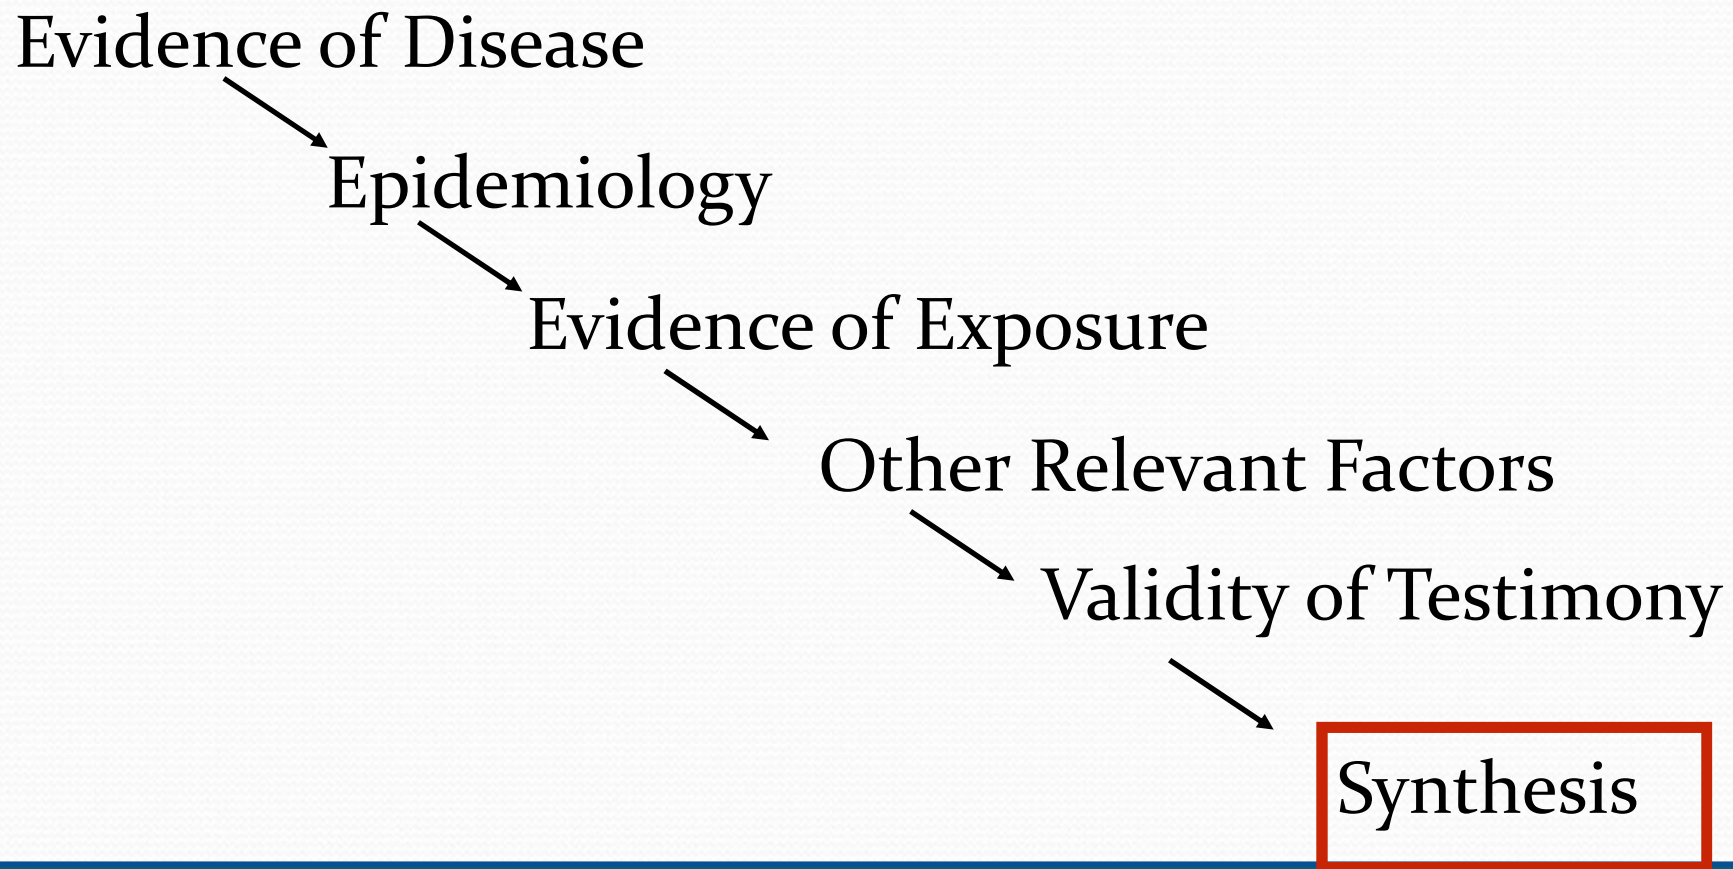 Evidence of Disease
Epidemiology
Evidence of Exposure
Other Relevant Factors
Validity of Testimony
Synthesis